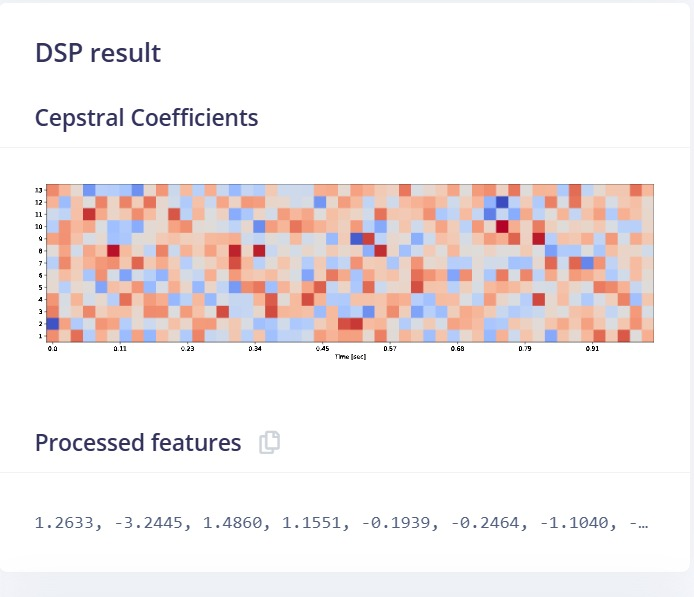 DSP result
Cepstral Coefficients
13
12
11
10
9
8
7
6
5
4
3
2
1
0.0 0.11 0.23 0.34 0.45 0.57 0.68 0.79 0.91
Time [sec]
Processed features
1.2633, -3.2445, 1.4860, 1.1551, -0.1939, -0.2464, -1.1040, -…